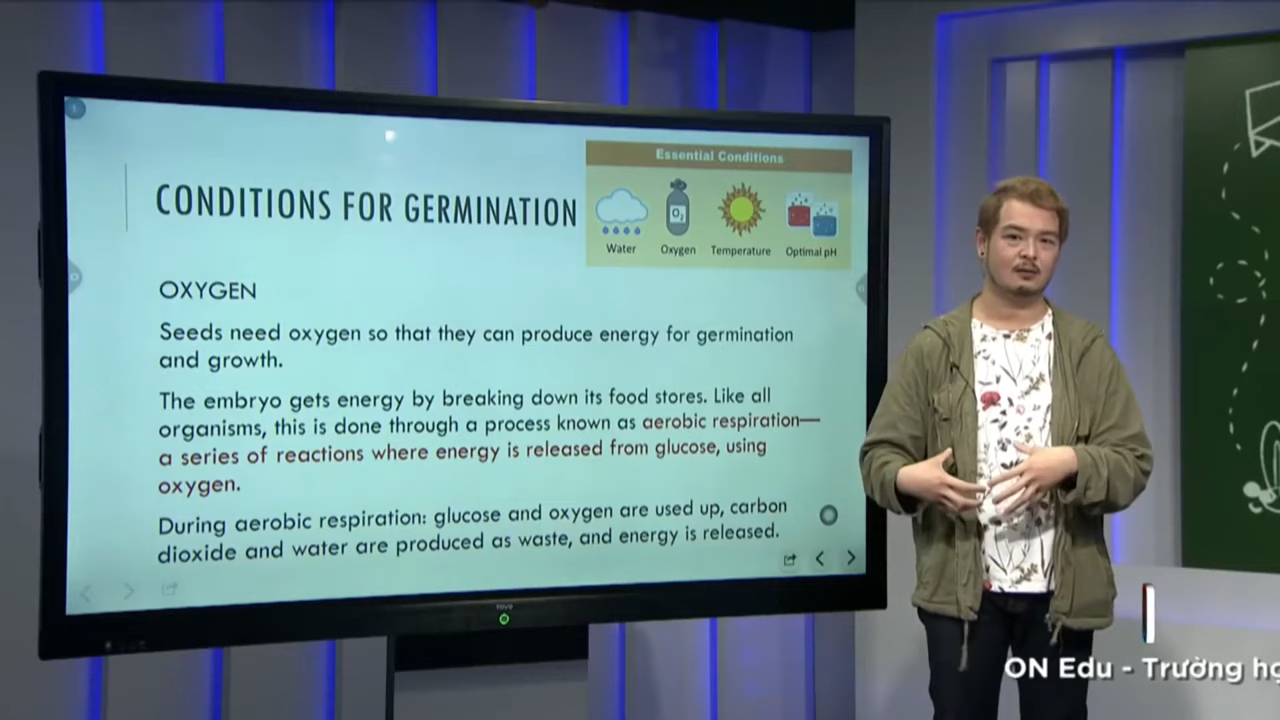 Essential Conditions
CONDITIONS FOR GERMINATION
O₂
Water
Oxygen
Temperature
Optimal pH
OXYGEN
Seeds need oxygen so that they can produce energy for germination
and growth.
The embryo gets energy by breaking down its food stores. Like all
organisms, this is done through a process known as aerobic respiration—
a series of reactions where energy is released from glucose, using
oxygen.
During aerobic respiration: glucose and oxygen are used up, carbon
dioxide and water are produced as waste, and energy is released.
ON Edu - Trường họ